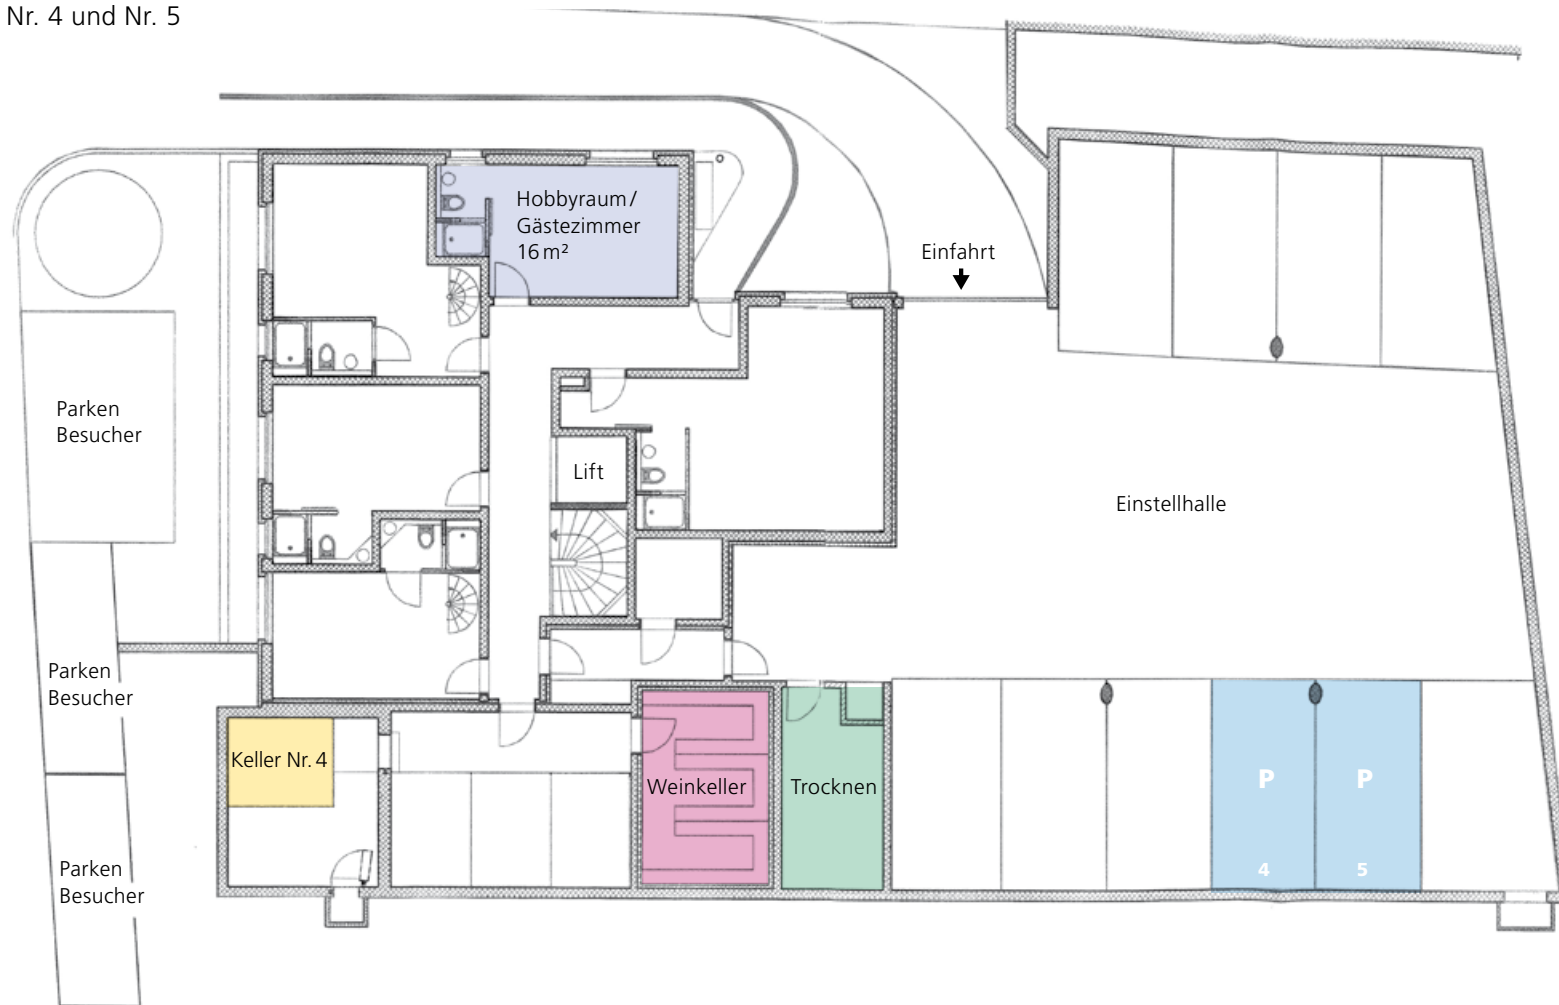 Nr. 4 und Nr. 5
Hobbyraum/
Gästezimmer
16 m²
Einfahrt
Parken
Besucher
Lift
Einstellhalle
Parken
Besucher
Keller Nr. 4
Weinkeller
Trocknen
P
P
Parken
Besucher
4
5